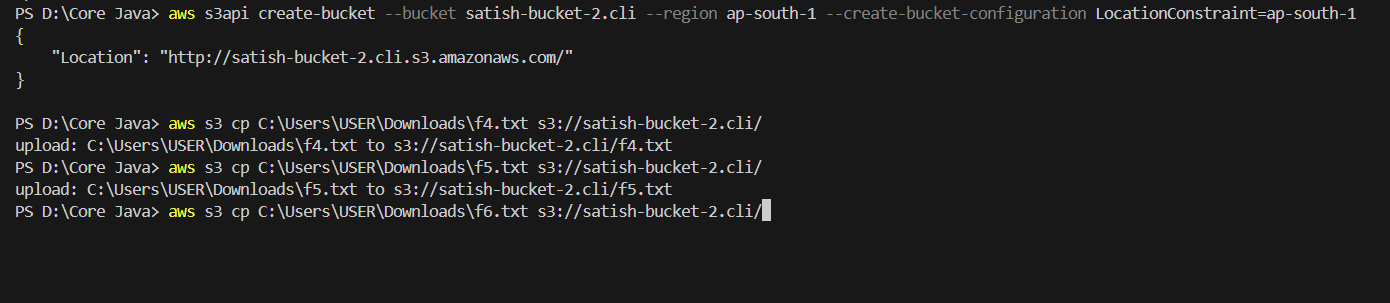 PS D:\Core Java> aws s3api create-bucket --bucket satish-bucket-2.cli --region ap-south-1 --create-bucket-configuration LocationConstraint=ap-south-1
{
    "Location": "http://satish-bucket-2.cli.s3.amazonaws.com/"
}
PS D:\Core Java> aws s3 cp C:\Users\USER\Downloads\f4.txt s3://satish-bucket-2.cli/
upload: C:\Users\USER\Downloads\f4.txt to s3://satish-bucket-2.cli/f4.txt
PS D:\Core Java> aws s3 cp C:\Users\USER\Downloads\f5.txt s3://satish-bucket-2.cli/
upload: C:\Users\USER\Downloads\f5.txt to s3://satish-bucket-2.cli/f5.txt
PS D:\Core Java> aws s3 cp C:\Users\USER\Downloads\f6.txt s3://satish-bucket-2.cli/